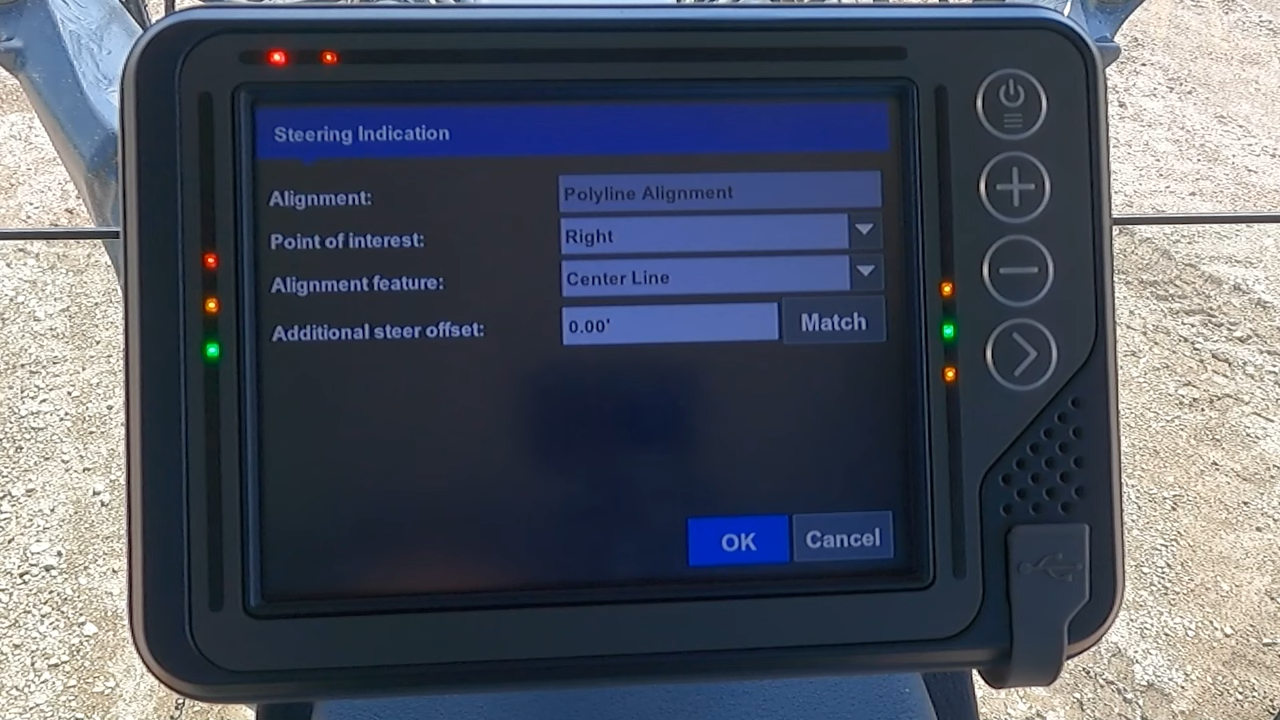 Steering Indication
Alignment: Polyline Alignment
Point of interest: Right
Alignment feature: Center Line
Additional steer offset: 0.00' Match
OK Cancel